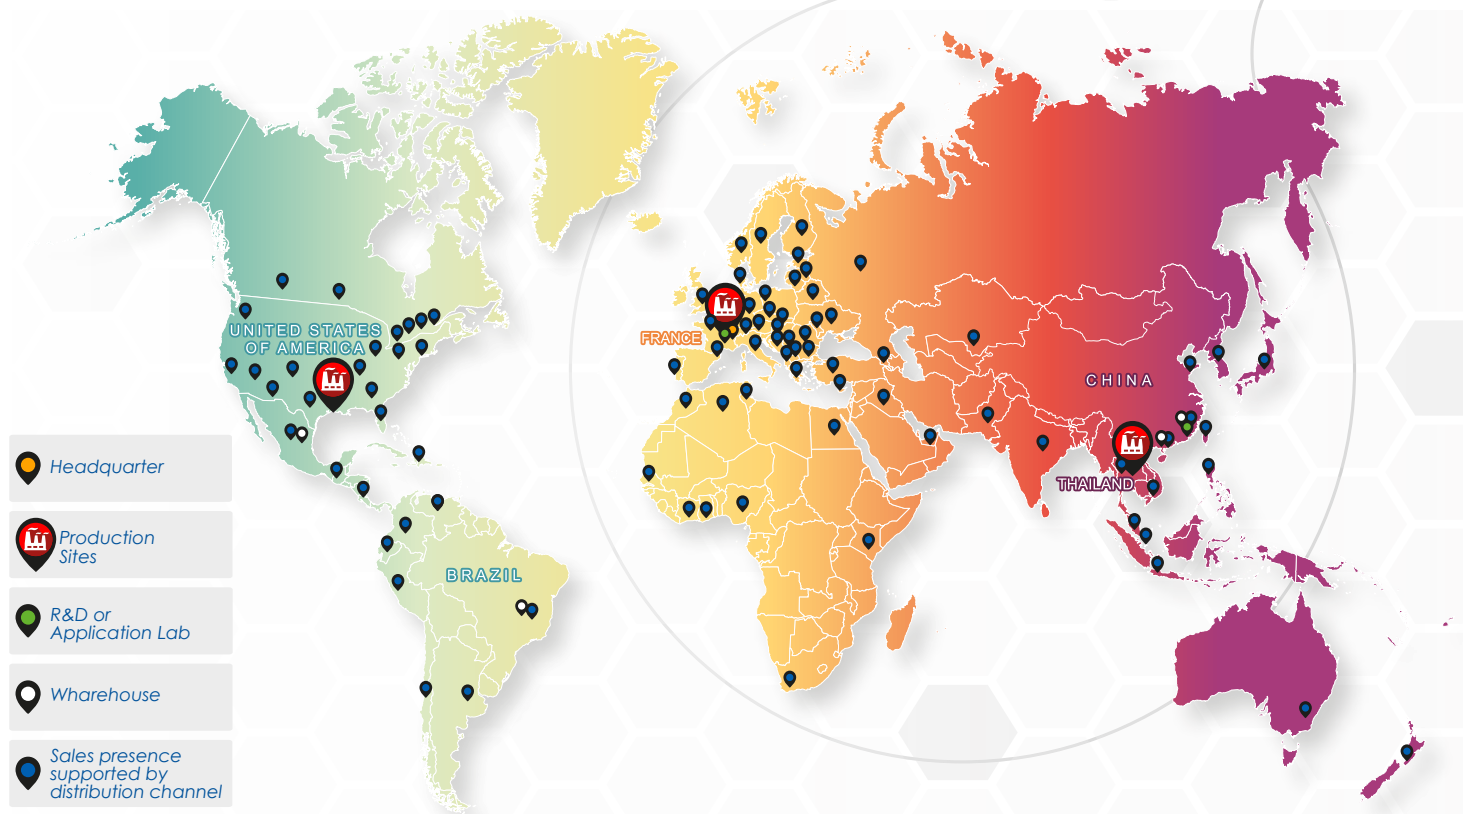 UNITED STATES
OF AMERICA
FRANCE
CHINA
THAILAND
BRAZIL
Headquarter
Production
Sites
R&D or
Application Lab
Wharehouse
Sales presence
supported by
distribution channel